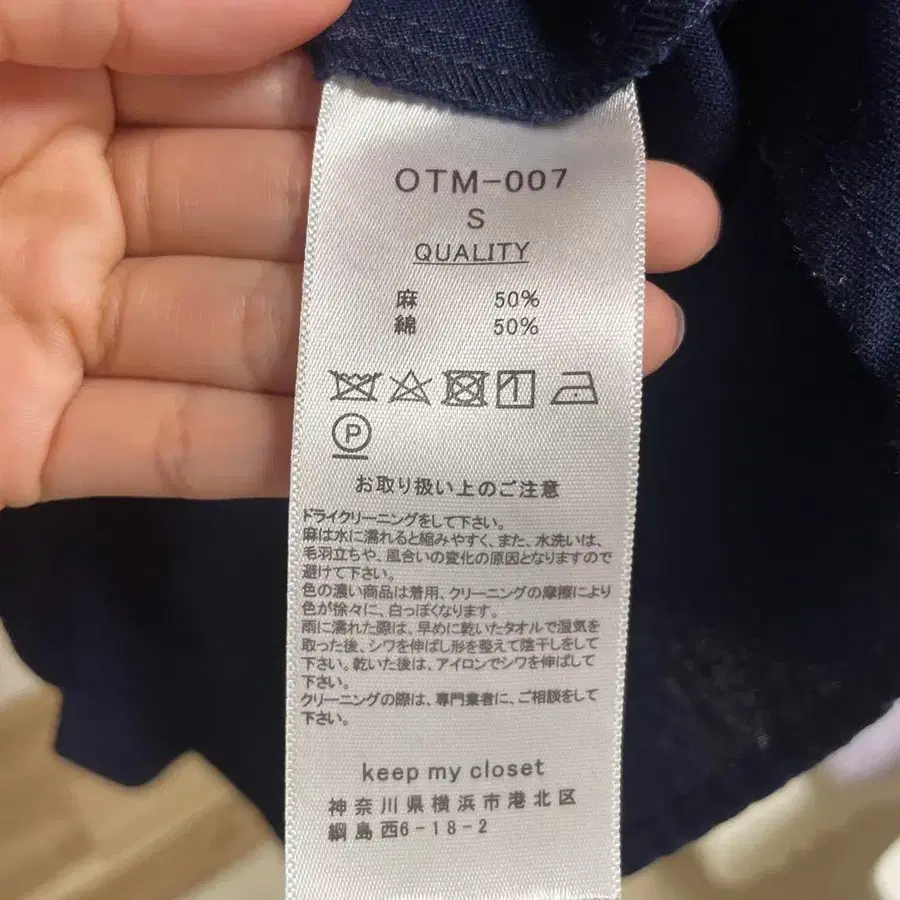 OTM-007
S
QUALITY
麻 50%
綿 50%
P
お取り扱い上のご注意
ドライクリーニングをして下さい。
麻は水に濡れると縮みやすく、また、水洗いは、
毛羽立ちや、風合いの変化の原因となりますので
避けて下さい。
色の濃い商品は着用、クリーニングの摩擦により
色が徐々に、白っぽくなります。
雨に濡れた際は、早めに乾いたタオルで湿気を
取った後、シワを伸ばし形を整えて陰干しをして
下さい。乾いた後は、アイロンでシワを伸ばして
下さい。
クリーニングの際は、専門業者に、ご相談をして
下さい。
keep my closet
神奈川県横浜市港北区
綱島西6-18-2